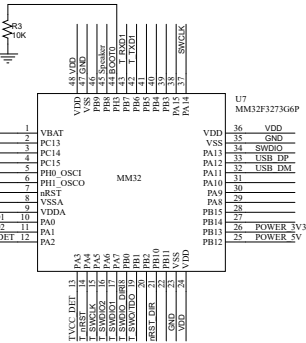 R3
10K
48 VDD
47 GND
46
45 Speaker
44 BOOT0
43 T_RXD1
42 T_TXD1
41
40
39
38
37 SWCLK
VDD
VSS
PB9
PB8
PH3
PB7
PB6
PB5
PB4
PB3
PA15
PA14
U7
MM32F3273G6P
1 VBAT
2 PC13
3 PC14
4 PC15
5 PH0_OSCI
6 PH1_OSCO
7 nRST
8 VSSA
9 VDDA
10 PA0
11 PA1
DET 12 PA2
MM32
VDD 36 VDD
VSS 35 GND
PA13 34 SWDIO
PA12 33 USB_DP
PA11 32 USB_DM
PA10 31
PA9 30
PA8 29
PB15 28
PB14 27
PB13 26 POWER_3V3
PB12 25 POWER_5V
PA3
PA4
PA5
PA6
PA7
PB0
PB1
PB2
PB10
PB11
VSS
VDD
TVCC_DET 13
T_nRST 14
T_SWCLK 15
T_SWDIO2 16
T_SWDIO1 17
T_SWDIO_DIR 18
T_SWO/TDO 19
20
nRST_DIR 21
22
GND 23
VDD 24